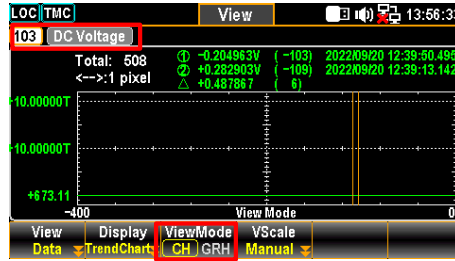 LOC TMC View 13:56:33
103 DC Voltage
Total: 508 ① -0.204963V ( -103) 2022/09/20 12:39:50.495
<-->:1 pixel ② +0.282903V ( -109) 2022/09/20 12:39:13.142
△ +0.487867 ( 6)
+10.00000T
+10.00000T
+673.11
-400 View Mode 0
View Display ViewMode VScale
Data TrendChart CH GRH Manual